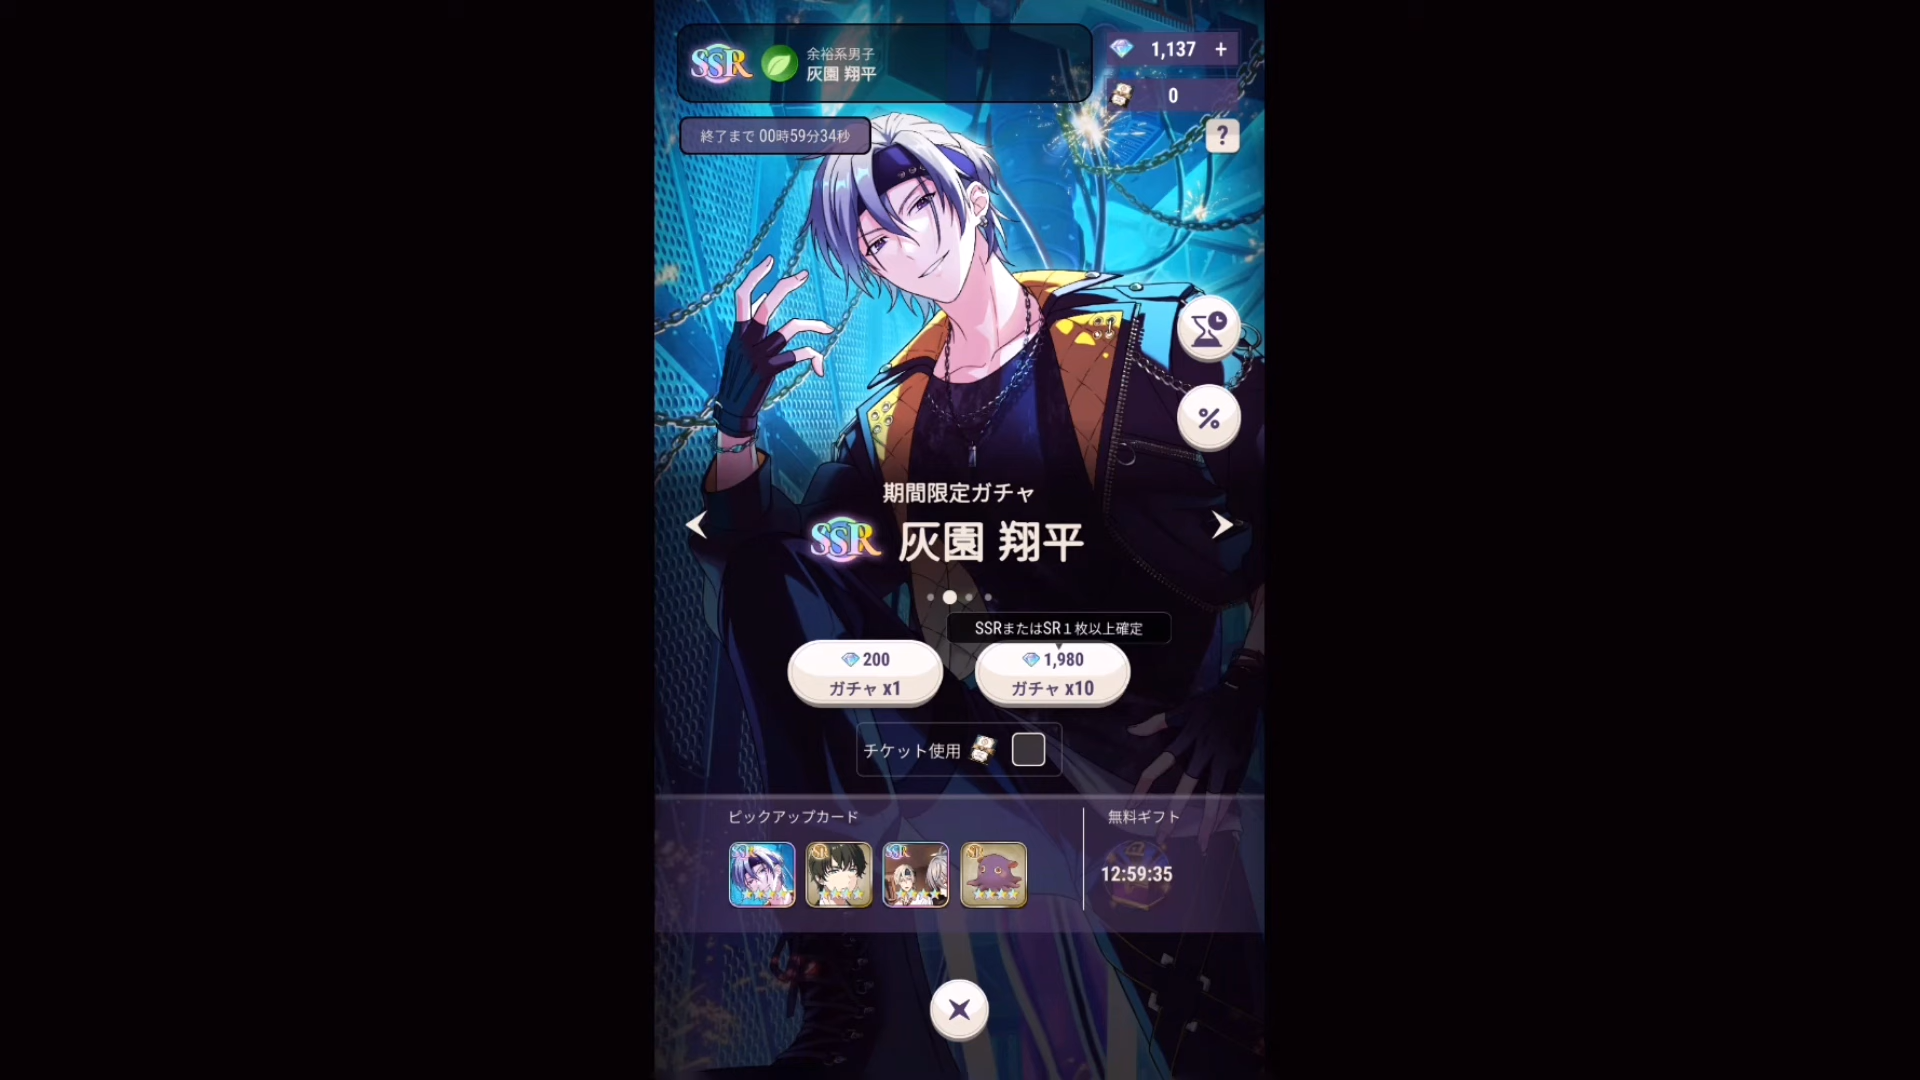 SSR
余裕系男子
灰園 翔平
1,137 +
0
終了まで 00時59分34秒
?
%
期間限定ガチャ
SSR 灰園 翔平
SSRまたはSR１枚以上確定
200
ガチャ x1
1,980
ガチャ x10
チケット使用
ピックアップカード
無料ギフト
SSR
SR
SSR
SR
12:59:35